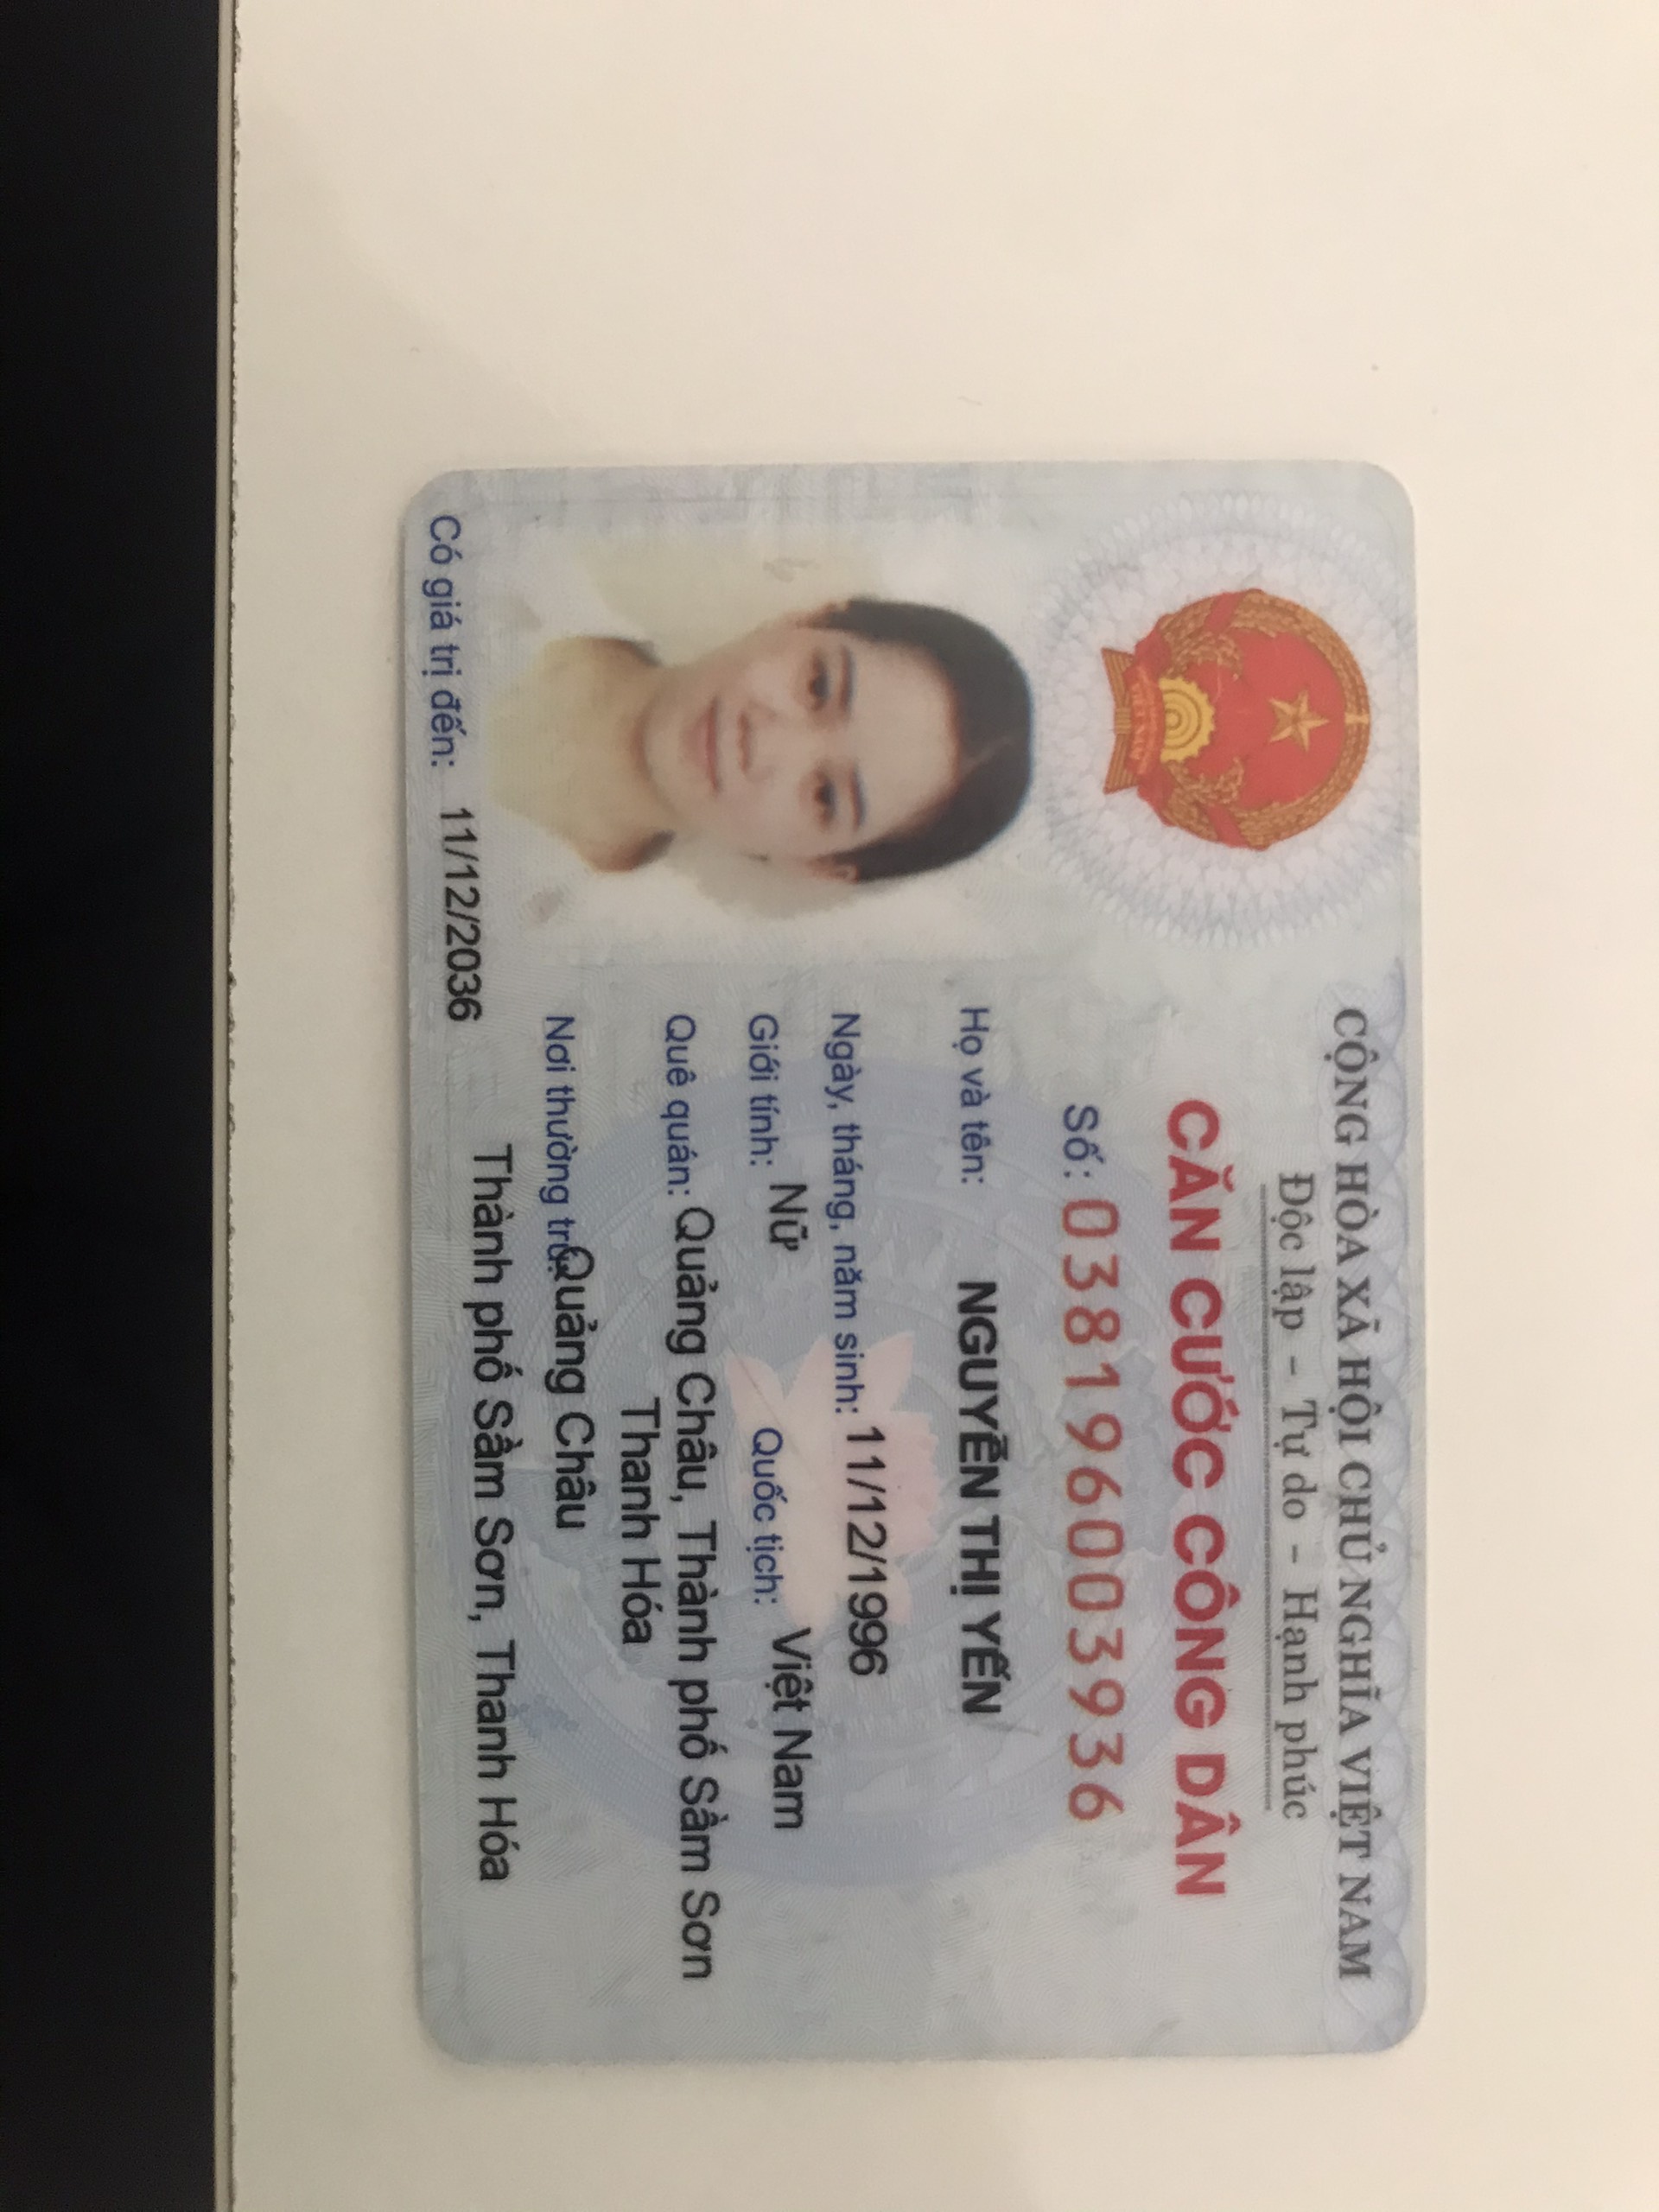 CỘNG HÒA XÃ HỘI CHỦ NGHĨA VIỆT NAM
Độc lập - Tự do - Hạnh phúc
CĂN CƯỚC CÔNG DÂN
Số: 038196003936
Họ và tên: NGUYỄN THỊ YẾN
Ngày, tháng, năm sinh: 11/12/1996
Giới tính: Nữ Quốc tịch: Việt Nam
Quê quán: Quảng Châu, Thành phố Sầm Sơn
Thanh Hóa
Nơi thường trú: Quảng Châu
Thành phố Sầm Sơn, Thanh Hóa
Có giá trị đến: 11/12/2036